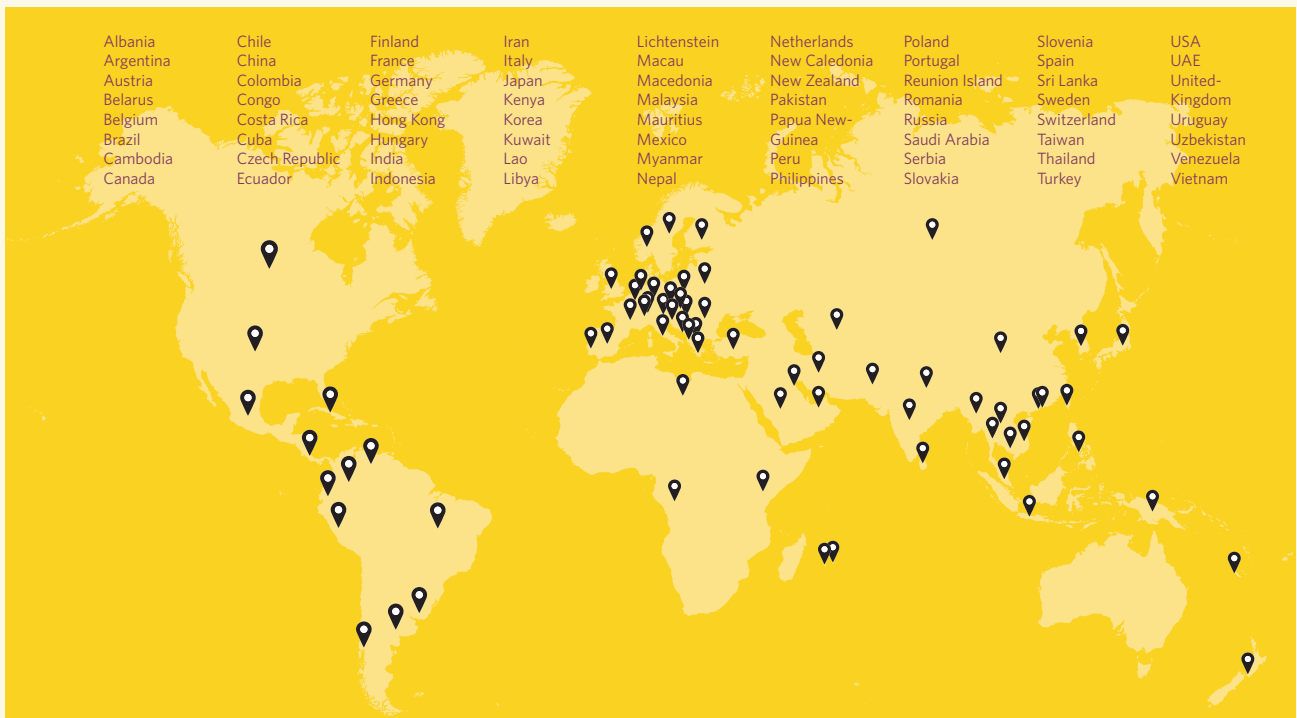 Albania
Argentina
Austria
Belarus
Belgium
Brazil
Cambodia
Canada
Chile
China
Colombia
Congo
Costa Rica
Cuba
Czech Republic
Ecuador
Finland
France
Germany
Greece
Hong Kong
Hungary
India
Indonesia
Iran
Italy
Japan
Kenya
Korea
Kuwait
Lao
Libya
Lichtenstein
Macau
Macedonia
Malaysia
Mauritius
Mexico
Myanmar
Nepal
Netherlands
New Caledonia
New Zealand
Pakistan
Papua New-
Guinea
Peru
Philippines
Poland
Portugal
Reunion Island
Romania
Russia
Saudi Arabia
Serbia
Slovakia
Slovenia
Spain
Sri Lanka
Sweden
Switzerland
Taiwan
Thailand
Turkey
USA
UAE
United-
Kingdom
Uruguay
Uzbekistan
Venezuela
Vietnam